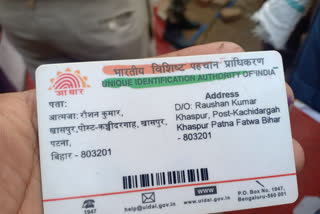 भारतीय विशिष्ट पहचान प्राधिकरण
UNIQUE IDENTIFICATION AUTHORITY OF INDIA
आधार
पता:
आत्मजा: रौशन कुमार,
खासपुर,पोस्ट-कच्चीदरगाह, खासपुर,
पटना,
बिहार - 803201
Address
D/O: Raushan Kumar
Khaspur, Post-Kachidargah
Khaspur Patna Fatwa Bihar
- 803201
1947
help@uidai.gov.in
www
www.uidai.gov.in
P.O. Box No. 1947,
Bengaluru-560 001